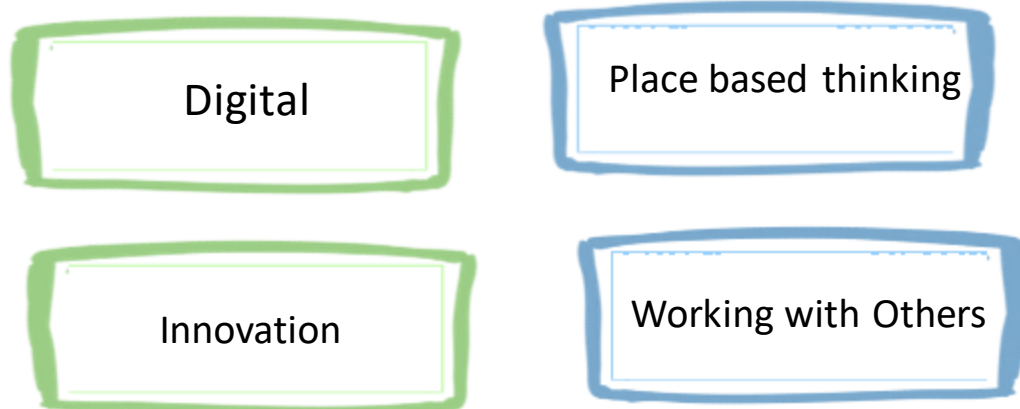 Digital
Place based thinking
Innovation
Working with Others